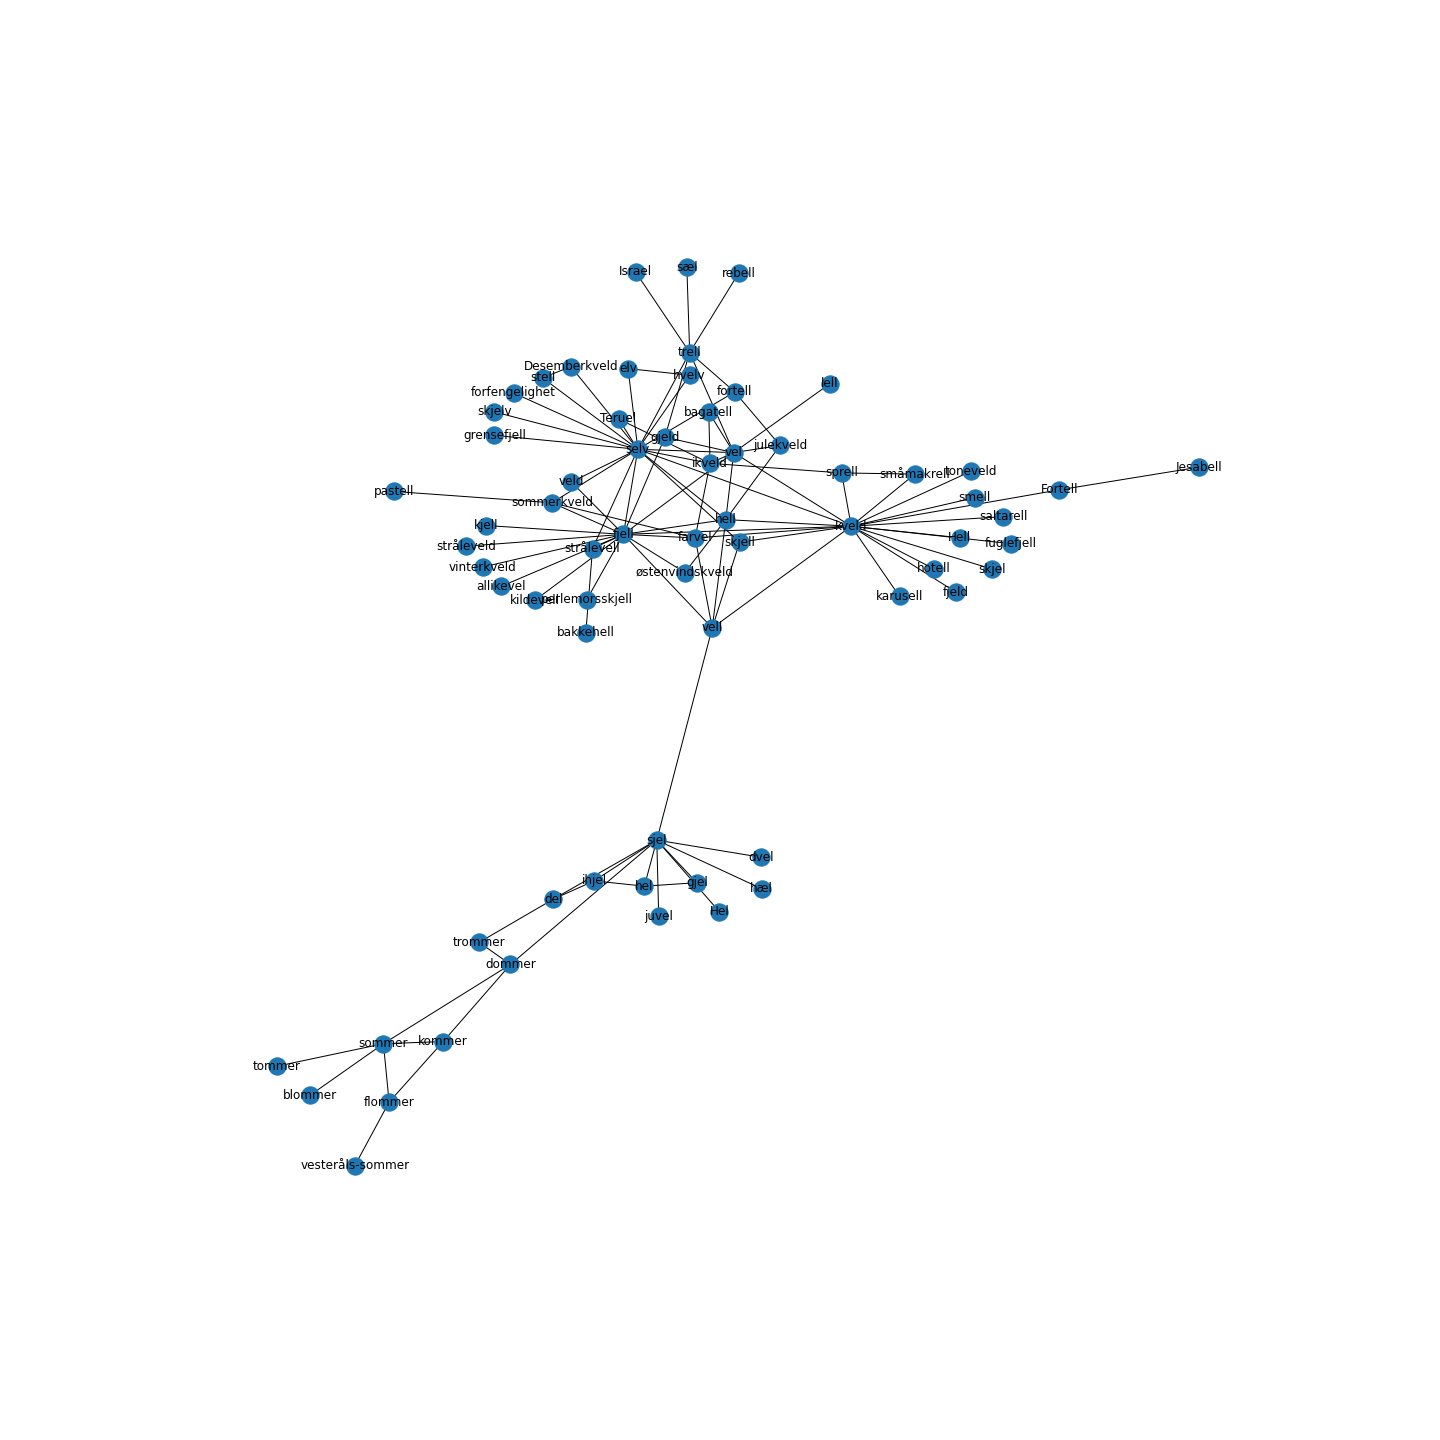 Israel
sæl
rebell
trell
Desemberkveld
elv
hvelv
stell
lell
forfengelighet
fortell
skjelv
bagatell
Teruel
grensefjell
gjeld
julekveld
selv
vel
ikveld
Jesabell
sprell
småmakrell
toneveld
veld
pastell
Fortell
smell
sommerkveld
saltarell
hell
kjell
kveld
fjell
farvel
Hell
skjell
fuglefjell
stråleveld
strålevell
vinterkveld
østenvindskveld
hotell
skjel
allikevel
kildevell
perlemorsskjell
karusell
fjeld
bakkehell
vell
sjel
dvel
ihjel
hel
gjel
hæl
del
juvel
Hel
trommer
dommer
sommer
kommer
tommer
blommer
flommer
vesteråls-sommer